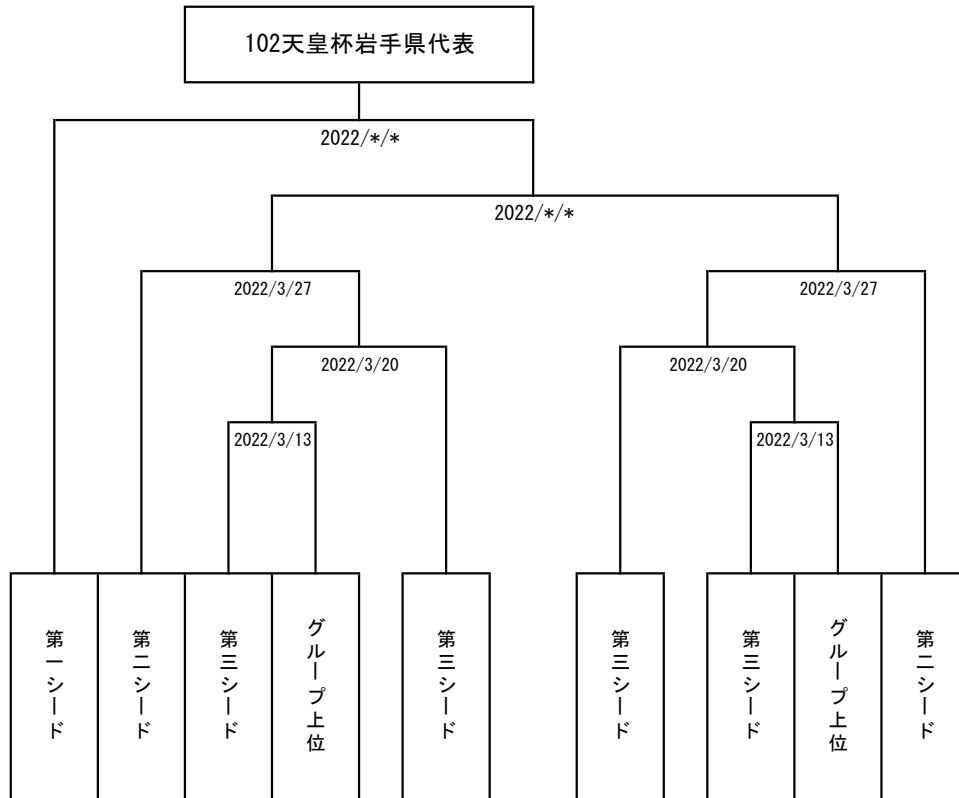 102天皇杯岩手県代表
2022/*/*
2022/*/*
2022/3/27
2022/3/27
2022/3/20
2022/3/20
2022/3/13
2022/3/13
第一シード
第二シード
第三シード
グループ上位
第三シード
第三シード
第三シード
グループ上位
第二シード